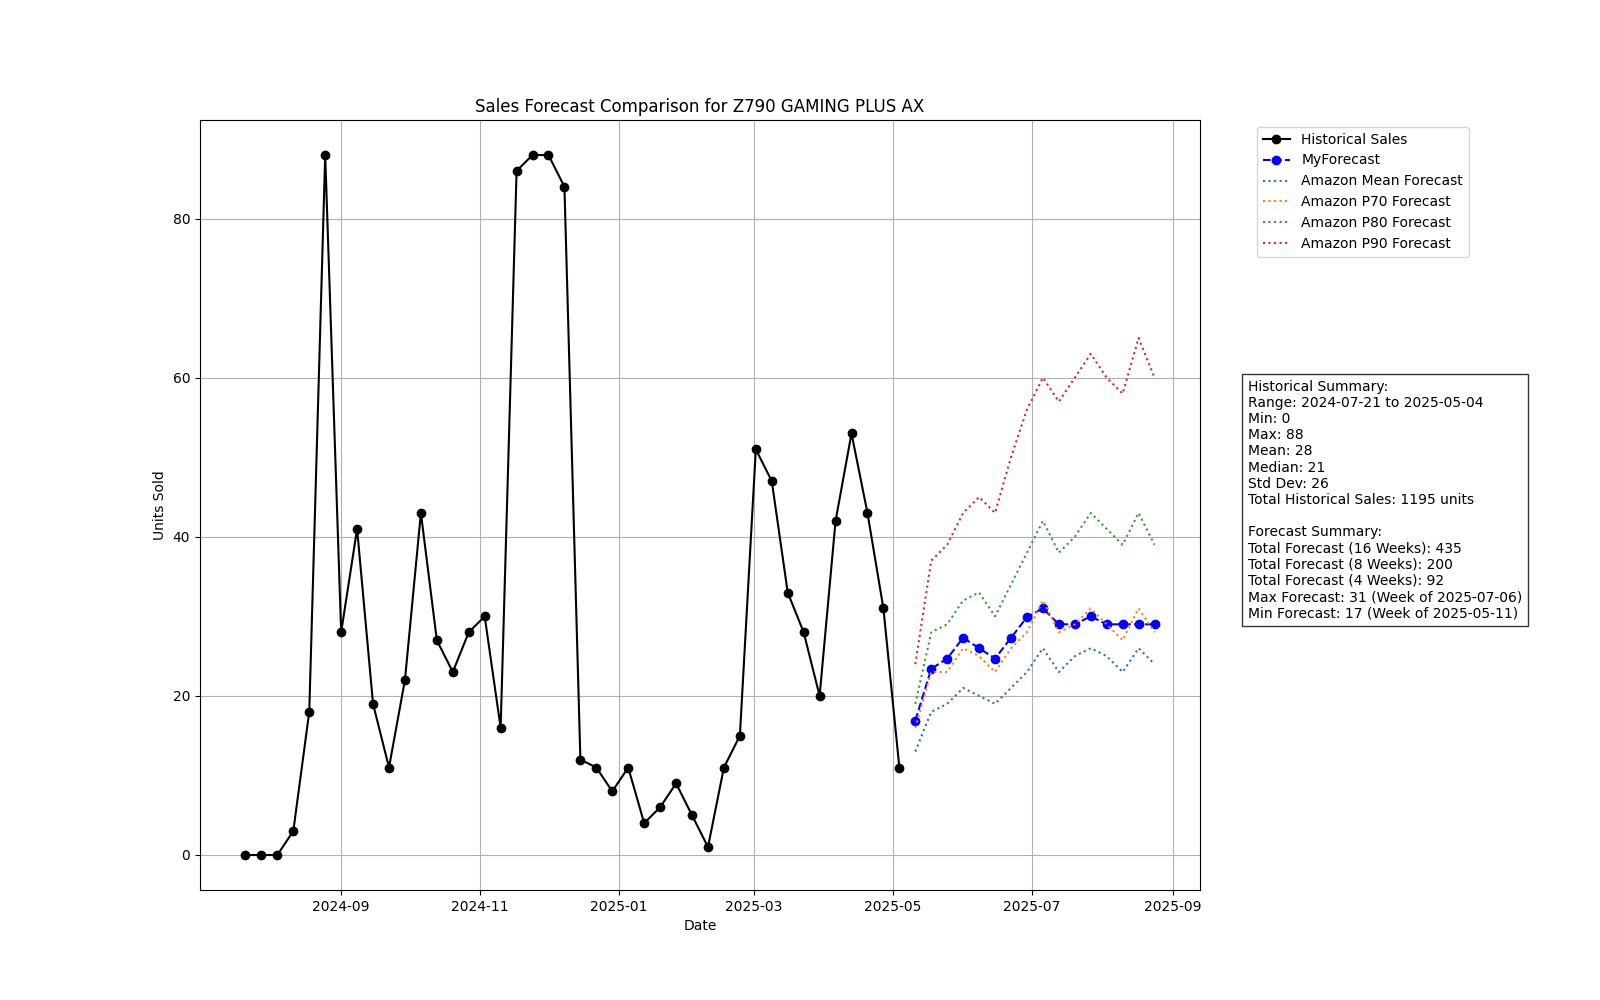 Sales Forecast Comparison for Z790 GAMING PLUS AX
Historical Sales
MyForecast
Amazon Mean Forecast
Amazon P70 Forecast
Amazon P80 Forecast
Amazon P90 Forecast
80
60
40
20
0
Units Sold
2024-09
2024-11
2025-01
2025-03
2025-05
2025-07
2025-09
Date
Historical Summary:
Range: 2024-07-21 to 2025-05-04
Min: 0
Max: 88
Mean: 28
Median: 21
Std Dev: 26
Total Historical Sales: 1195 units
Forecast Summary:
Total Forecast (16 Weeks): 435
Total Forecast (8 Weeks): 200
Total Forecast (4 Weeks): 92
Max Forecast: 31 (Week of 2025-07-06)
Min Forecast: 17 (Week of 2025-05-11)